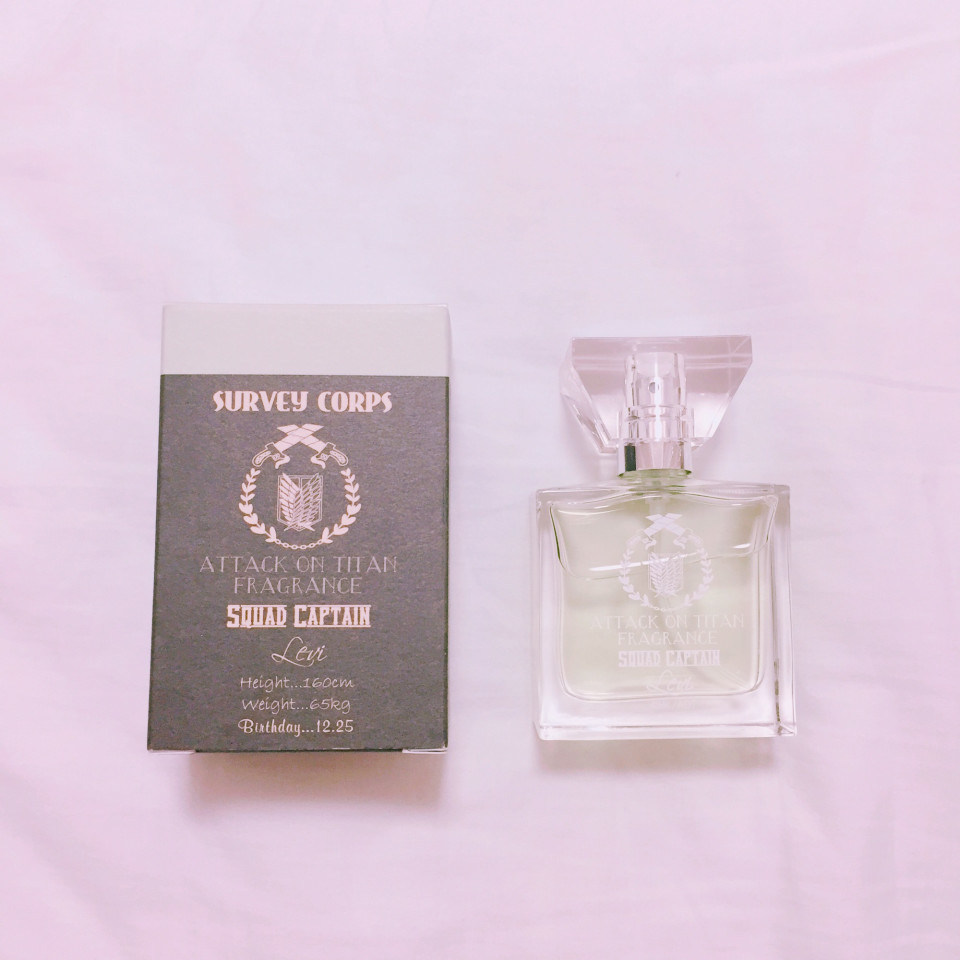 SURVEY CORPS
ATTACK ON TITAN
FRAGRANCE
SQUAD CAPTAIN
Levi
Height...160cm
Weight...65kg
Birthday...12.25
ATTACK ON TITAN
FRAGRANCE
SQUAD CAPTAIN
Levi